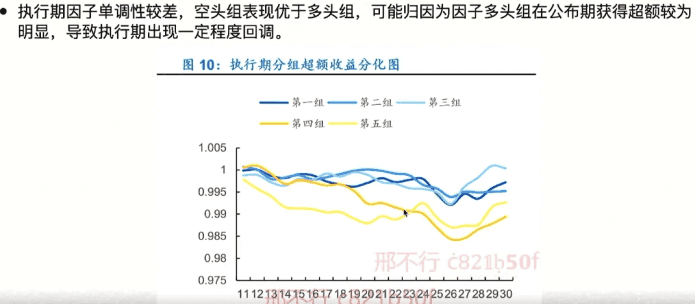 • 执行期因子单调性较差，空头组表现优于多头组，可能归因为因子多头组在公布期获得超额较为
明显，导致执行期出现一定程度回调。
图 10：执行期分组超额收益分化图
第一组 第二组 第三组
第四组 第五组
1.005
1
0.995
0.99
0.985
0.98
0.975
邢不行 c821b50f
11 12 13 14 15 16 17 18 19 20 21 22 23 24 25 26 27 28 29 30